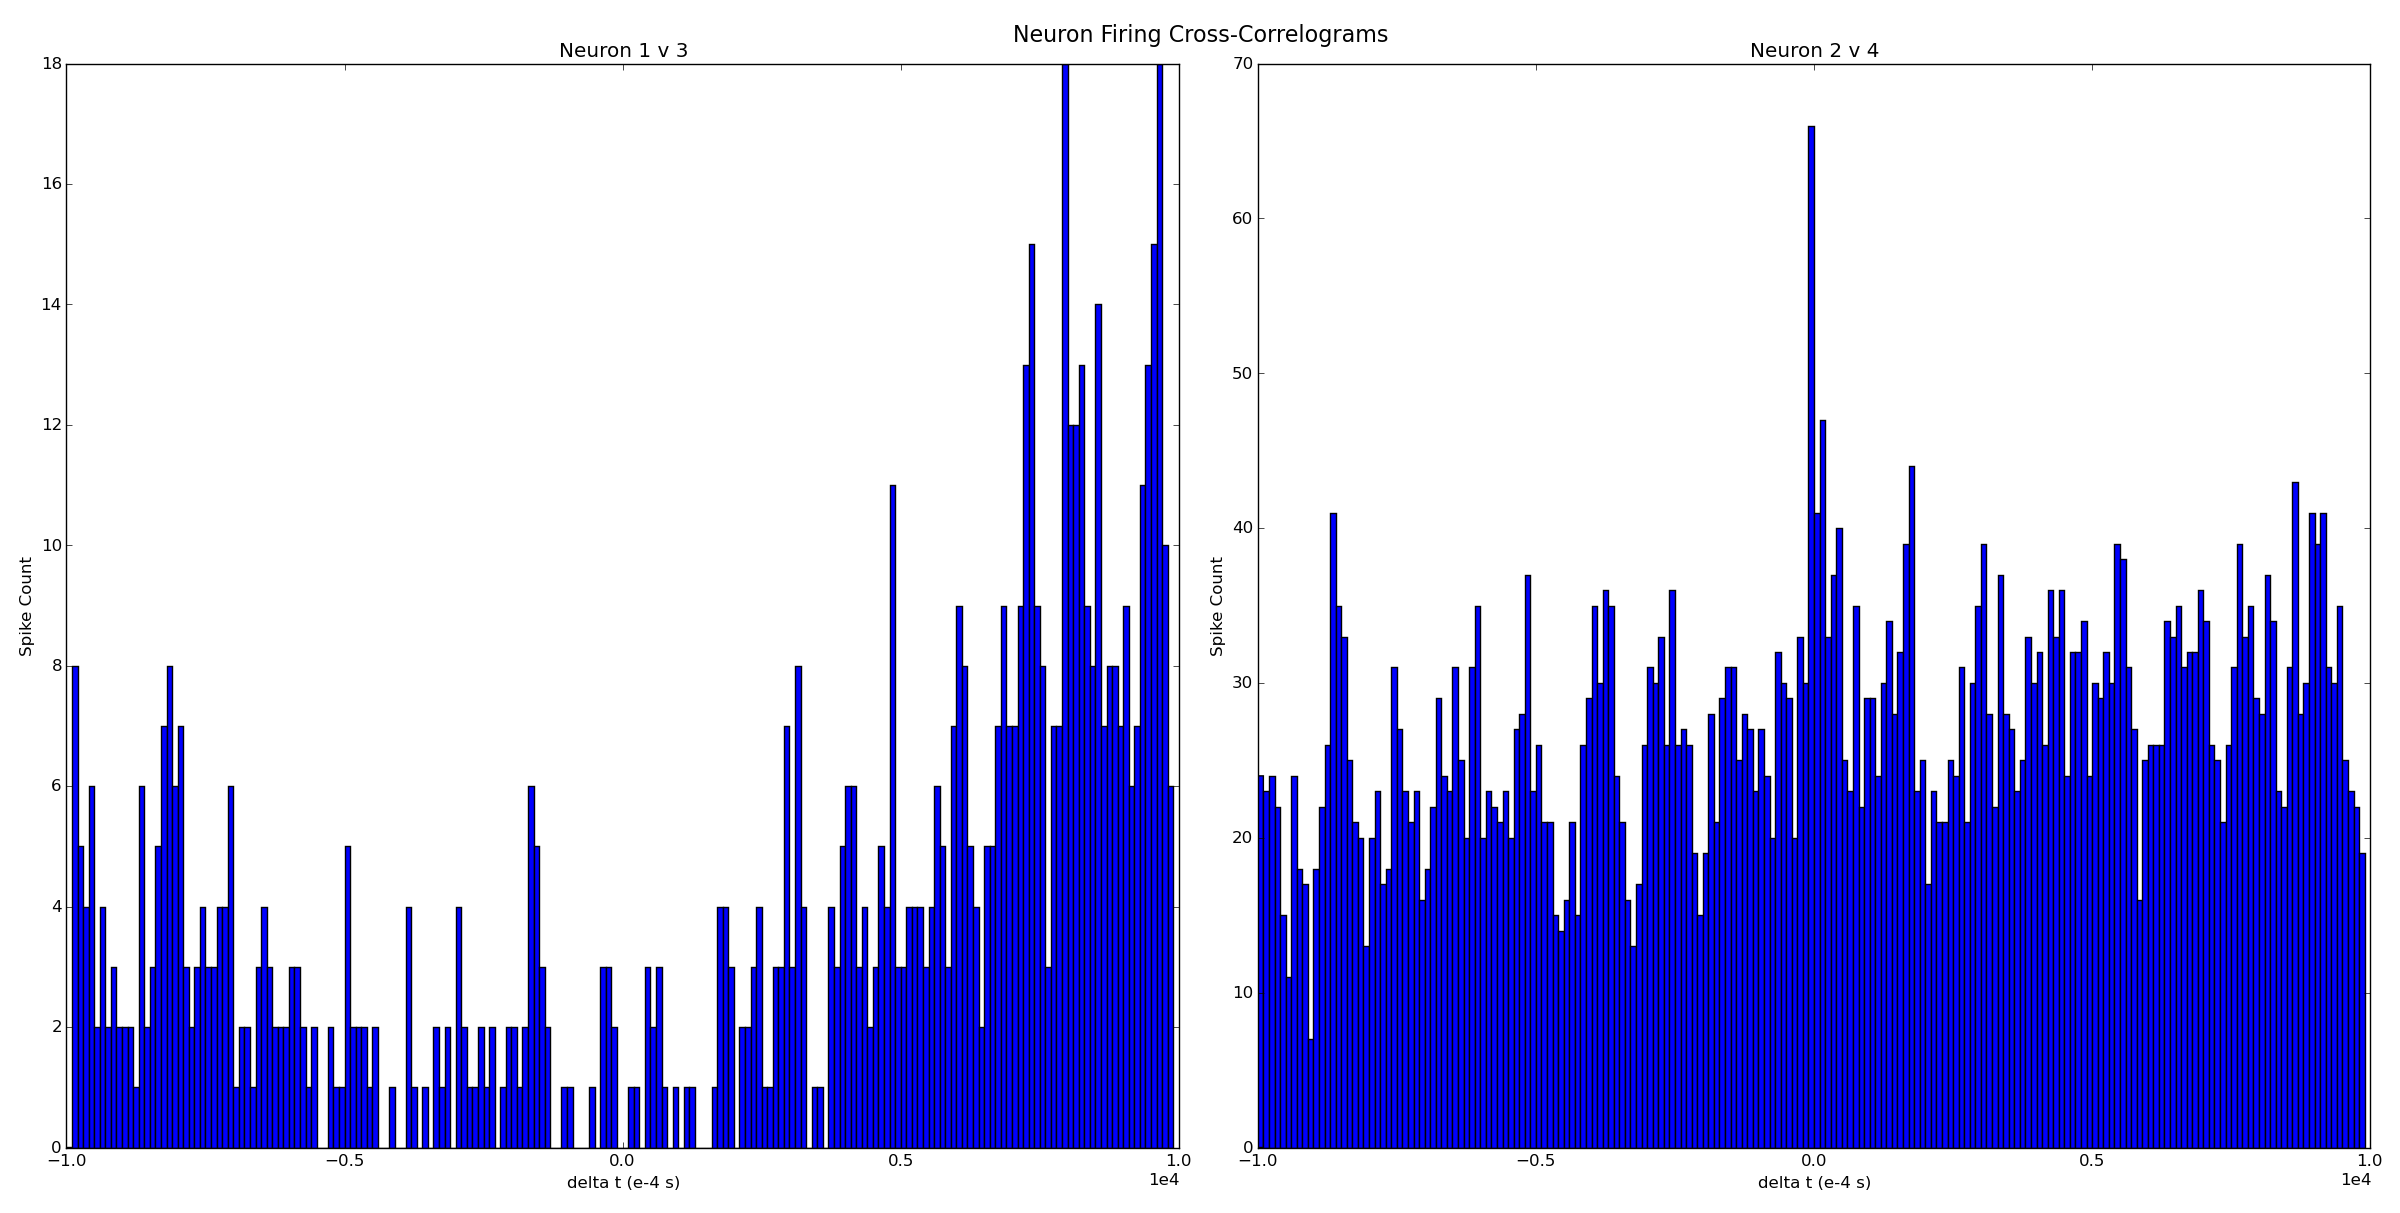 Neuron Firing Cross-Correlograms
Neuron 1 v 3
18
16
14
12
10
8
6
4
2
0
Spike Count
−1.0 −0.5 0.0 0.5 1.0
1e4
delta t (e-4 s)
Neuron 2 v 4
70
60
50
40
30
20
10
0
Spike Count
−1.0 −0.5 0.0 0.5 1.0
1e4
delta t (e-4 s)